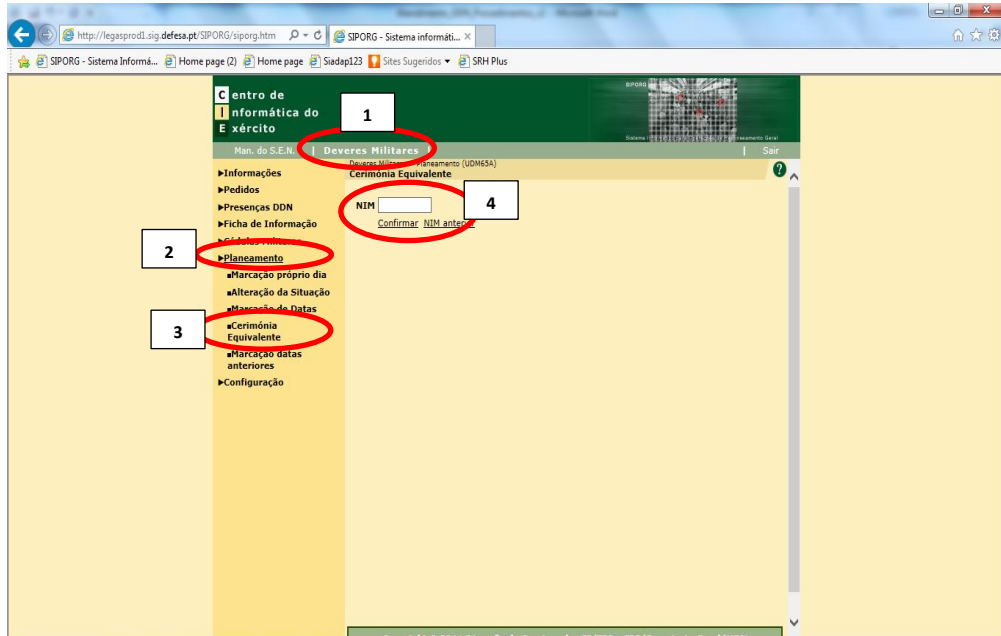 http://legasprod1.sig.defesa.pt/SIPORG/siporg.htm
SIPORG - Sistema informáti...
SIPORG - Sistema Informá... Home page (2) Home page Siadap123 Sites Sugeridos SRH Plus
Centro de
Informática do
Exército
SIPORG
1
Man. do S.E.N. | Deveres Militares | | Sair
Planeamento (UDM65A)
Cerimónia Equivalente
?
Informações
Pedidos
Presenças DDN
Ficha de Informação
NIM
4
Confirmar NIM
2
Planeamento
Marcação próprio dia
Alteração da Situação
Marcação de Datas
3
Cerimónia
Equivalente
Marcação datas
anteriores
Configuração